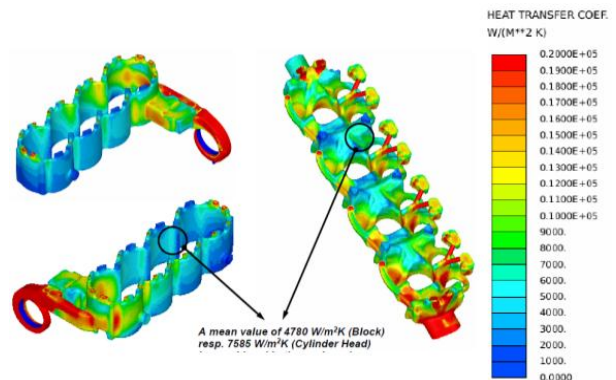 HEAT TRANSFER COEF.
W/(M**2 K)
0.2000E+05
0.1900E+05
0.1800E+05
0.1700E+05
0.1600E+05
0.1500E+05
0.1400E+05
0.1300E+05
0.1200E+05
0.1100E+05
0.1000E+05
9000.
8000.
7000.
6000.
5000.
4000.
3000.
2000.
1000.
0.0000
A mean value of 4780 W/m²K (Block)
resp. 7585 W/m²K (Cylinder Head)